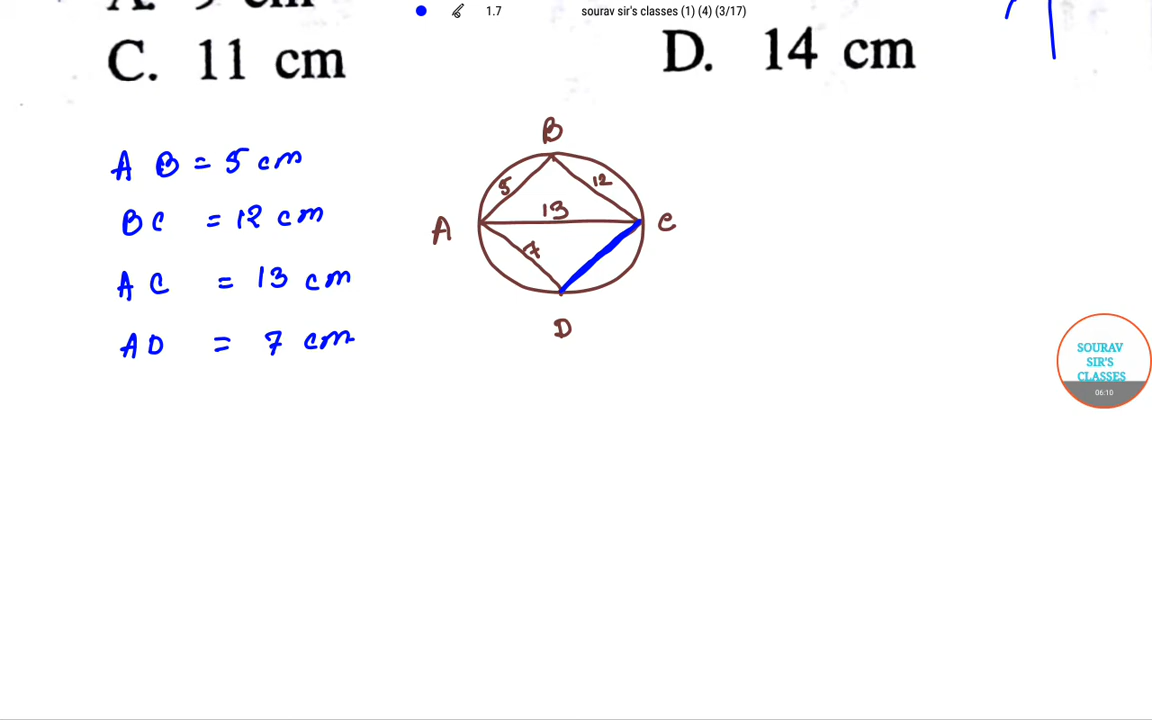 1.7 sourav sir's classes (1) (4) (3/17)
C. 11 cm D. 14 cm
AB = 5 cm
BC = 12 cm
AC = 13 cm
AD = 7 cm
B
5 12
13
A C
7
D
SOURAV
SIR'S
CLASSES
06:10